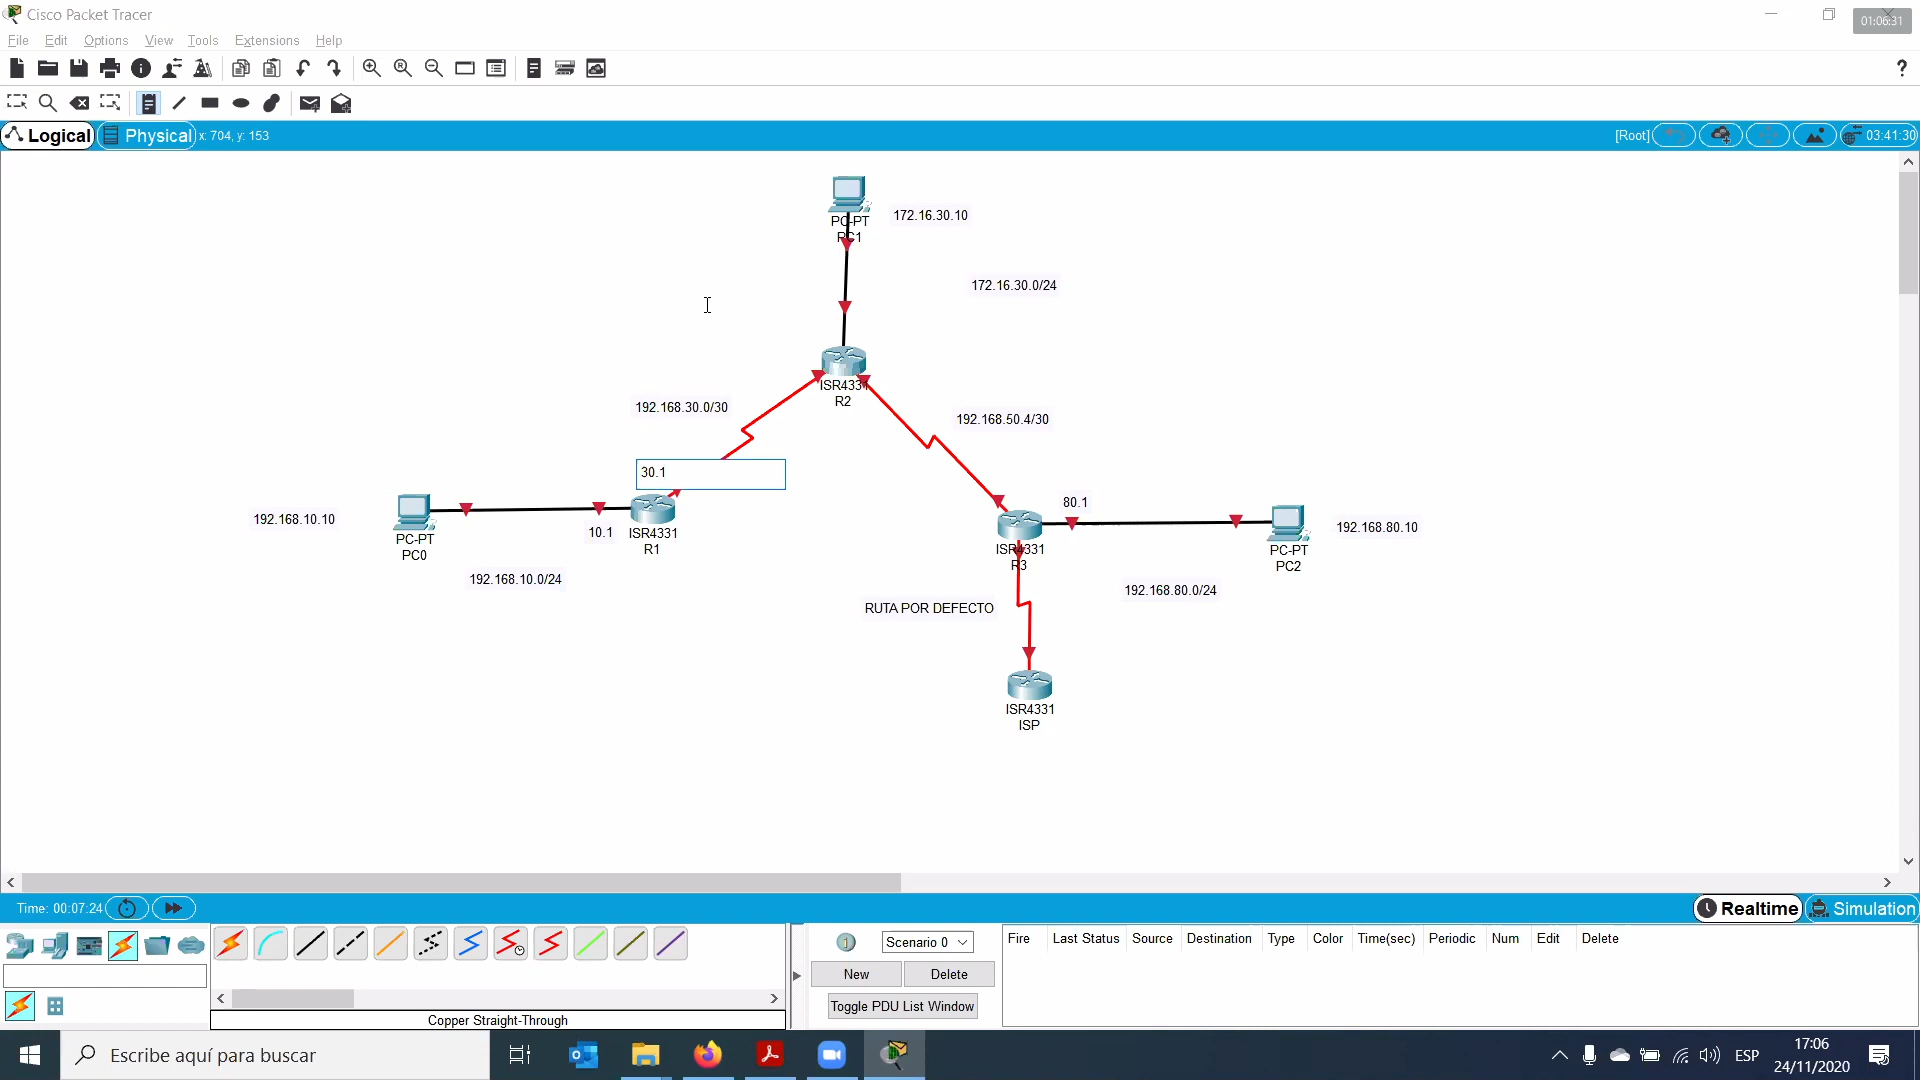 Cisco Packet Tracer
01:06:31
File Edit Options View Tools Extensions Help
?
Logical Physical x: 704, y: 153
[Root] 03:41:30
PC-PT
PC1
172.16.30.10
172.16.30.0/24
ISR4331
R2
192.168.30.0/30
192.168.50.4/30
30.1
80.1
192.168.10.10
PC-PT
PC0
10.1
ISR4331
R1
192.168.10.0/24
ISR4331
R3
PC-PT
PC2
192.168.80.10
192.168.80.0/24
RUTA POR DEFECTO
ISR4331
ISP
Time: 00:07:24
Realtime Simulation
1 Scenario 0
New Delete
Toggle PDU List Window
Fire Last Status Source Destination Type Color Time(sec) Periodic Num Edit Delete
Copper Straight-Through
Escribe aquí para buscar
ESP
17:06
24/11/2020